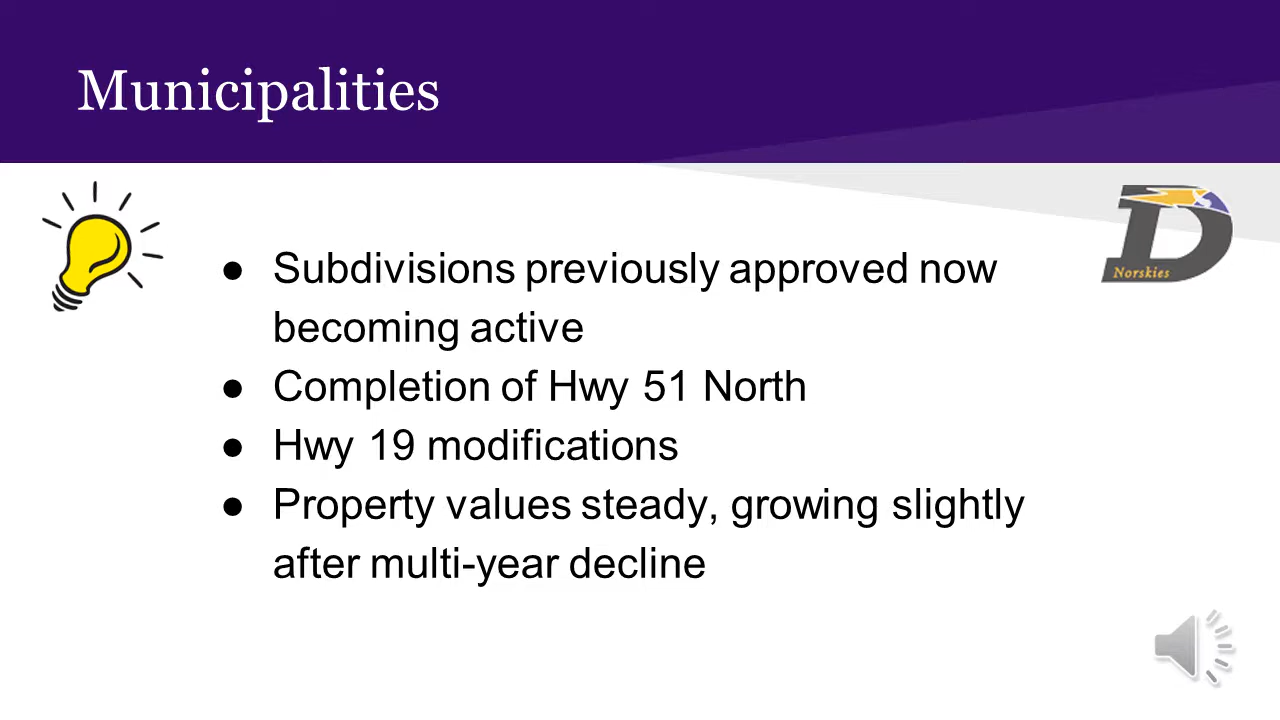 Municipalities
Norskies
● Subdivisions previously approved now
becoming active
● Completion of Hwy 51 North
● Hwy 19 modifications
● Property values steady, growing slightly
after multi-year decline